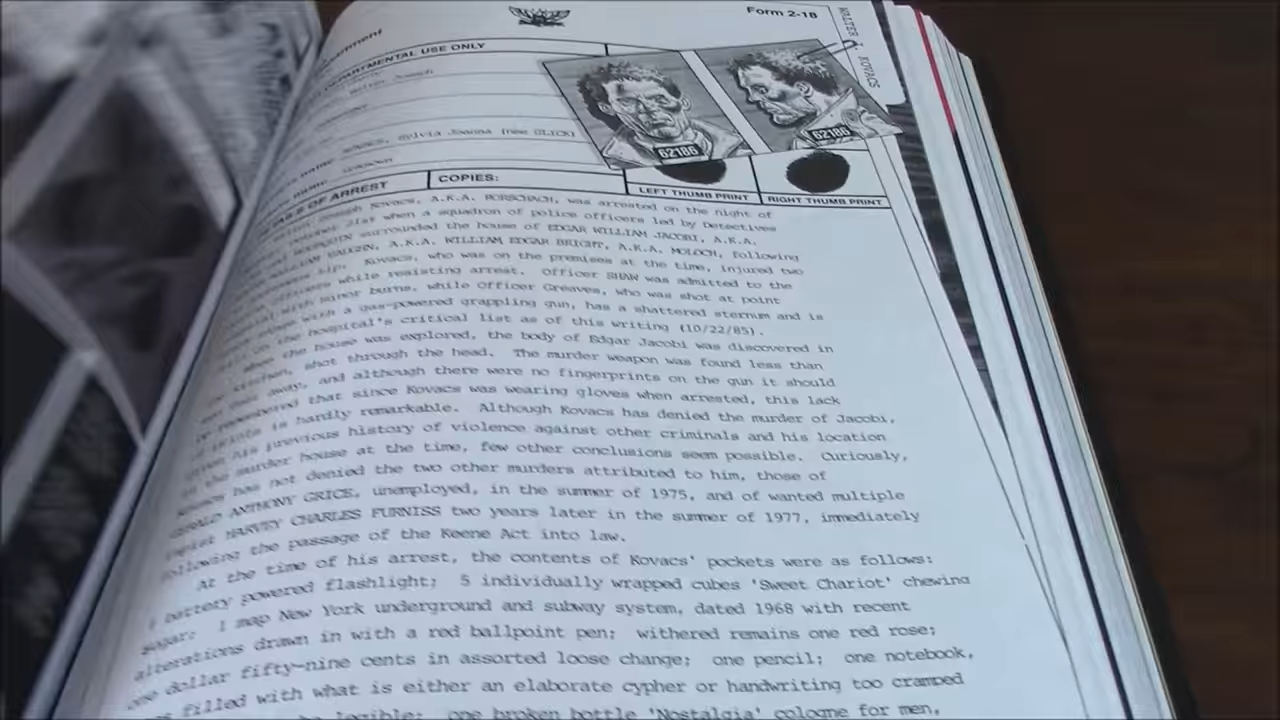 Form 2-18
WALTER J. KOVACS
DEPARTMENTAL USE ONLY
Joseph
KOVACS, Sylvia Joanna (nee GLICK)
62186
62186
DETAILS OF ARREST
COPIES:
LEFT THUMB PRINT
RIGHT THUMB PRINT
Joseph Kovacs, A.K.A. RORSCHACH, was arrested on the night of
21st when a squadron of police officers led by Detectives
surrounded the house of EDGAR WILLIAM JACOBI, A.K.A.
WILLIAM VAUGHN, A.K.A. WILLIAM EDGAR BRIGHT, A.K.A. MOLOCH, following
tip. Kovacs, who was on the premises at the time, injured two
officers while resisting arrest. Officer SHAW was admitted to the
with minor burns, while Officer Greaves, who was shot at point
with a gas-powered grappling gun, has a shattered sternum and is
the hospital's critical list as of this writing (10/22/85).
the house was explored, the body of Edgar Jacobi was discovered in
kitchen, shot through the head. The murder weapon was found less than
away, and although there were no fingerprints on the gun it should
be remembered that since Kovacs was wearing gloves when arrested, this lack
of prints is hardly remarkable. Although Kovacs has denied the murder of Jacobi,
given his previous history of violence against other criminals and his location
in the murder house at the time, few other conclusions seem possible. Curiously,
Kovacs has not denied the two other murders attributed to him, those of
GERALD ANTHONY GRICE, unemployed, in the summer of 1975, and of wanted multiple
rapist HARVEY CHARLES FURNISS two years later in the summer of 1977, immediately
following the passage of the Keene Act into law.
At the time of his arrest, the contents of Kovacs' pockets were as follows:
1 battery powered flashlight; 5 individually wrapped cubes 'Sweet Chariot' chewing
sugar; 1 map New York underground and subway system, dated 1968 with recent
alterations drawn in with a red ballpoint pen; withered remains one red rose;
one dollar fifty-nine cents in assorted loose change; one pencil; one notebook,
filled with what is either an elaborate cypher or handwriting too cramped
legible; one broken bottle 'Nostalgia' cologne for men,